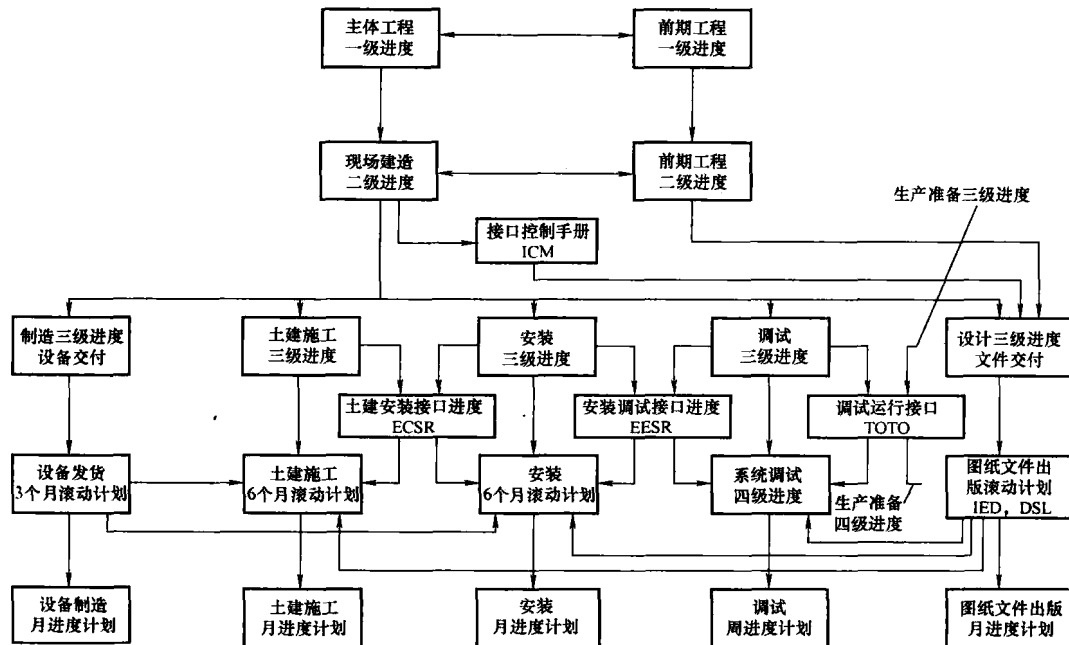 主体工程
一级进度
前期工程
一级进度
现场建造
二级进度
前期工程
二级进度
生产准备三级进度
接口控制手册
ICM
制造三级进度
设备交付
土建施工
三级进度
安装
三级进度
调试
三级进度
设计三级进度
文件交付
土建安装接口进度
ECSR
安装调试接口进度
EESR
调试运行接口
TOTO
设备发货
3个月滚动计划
土建施工
6个月滚动计划
安装
6个月滚动计划
系统调试
四级进度
生产准备
四级进度
图纸文件出
版滚动计划
IED，DSL
设备制造
月进度计划
土建施工
月进度计划
安装
月进度计划
调试
周进度计划
图纸文件出版
月进度计划